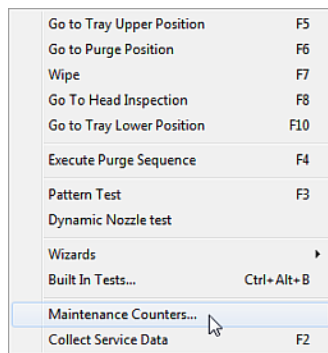 Go to Tray Upper Position F5
Go to Purge Position F6
Wipe F7
Go To Head Inspection F8
Go to Tray Lower Position F10
Execute Purge Sequence F4
Pattern Test F3
Dynamic Nozzle test
Wizards
Built In Tests... Ctrl+Alt+B
Maintenance Counters...
Collect Service Data F2